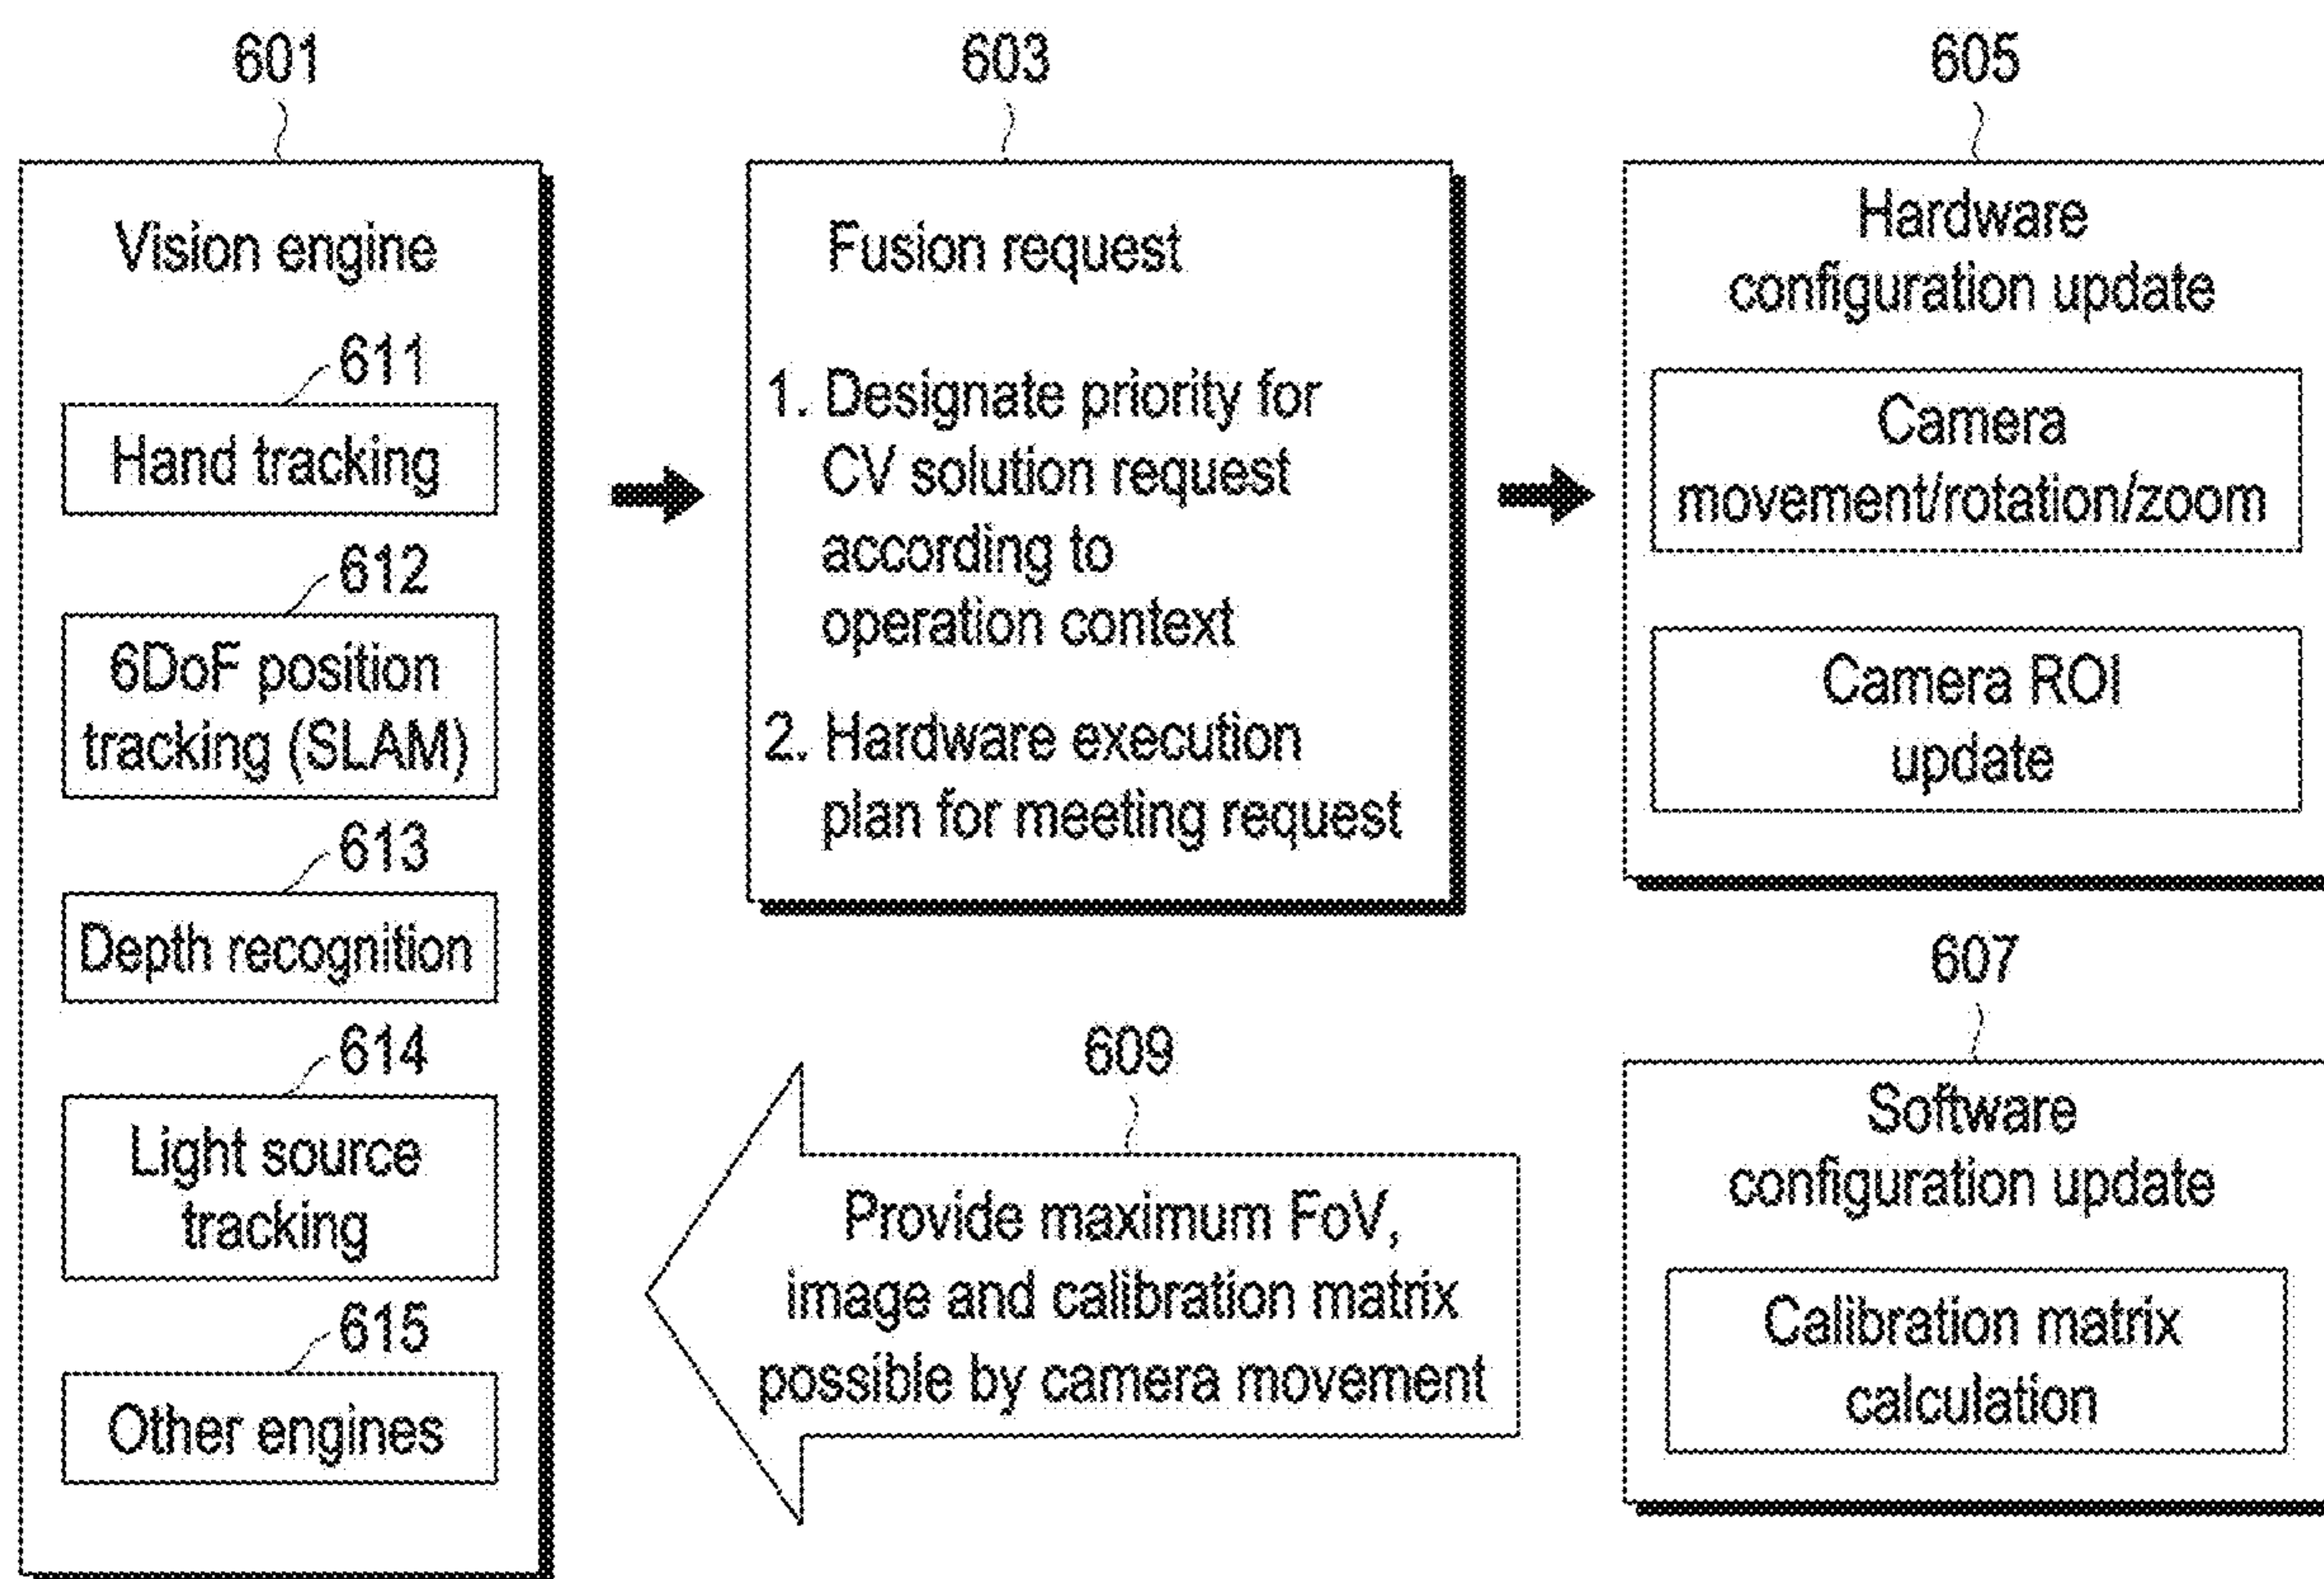 601
Vision engine
611
Hand tracking
612
6DoF position
tracking (SLAM)
613
Depth recognition
614
Light source
tracking
615
Other engines
603
Fusion request
1. Designate priority for
CV solution request
according to
operation context
2. Hardware execution
plan for meeting request
605
Hardware
configuration update
Camera
movement/rotation/zoom
Camera ROI
update
607
Software
configuration update
Calibration matrix
calculation
609
Provide maximum FoV,
image and calibration matrix
possible by camera movement